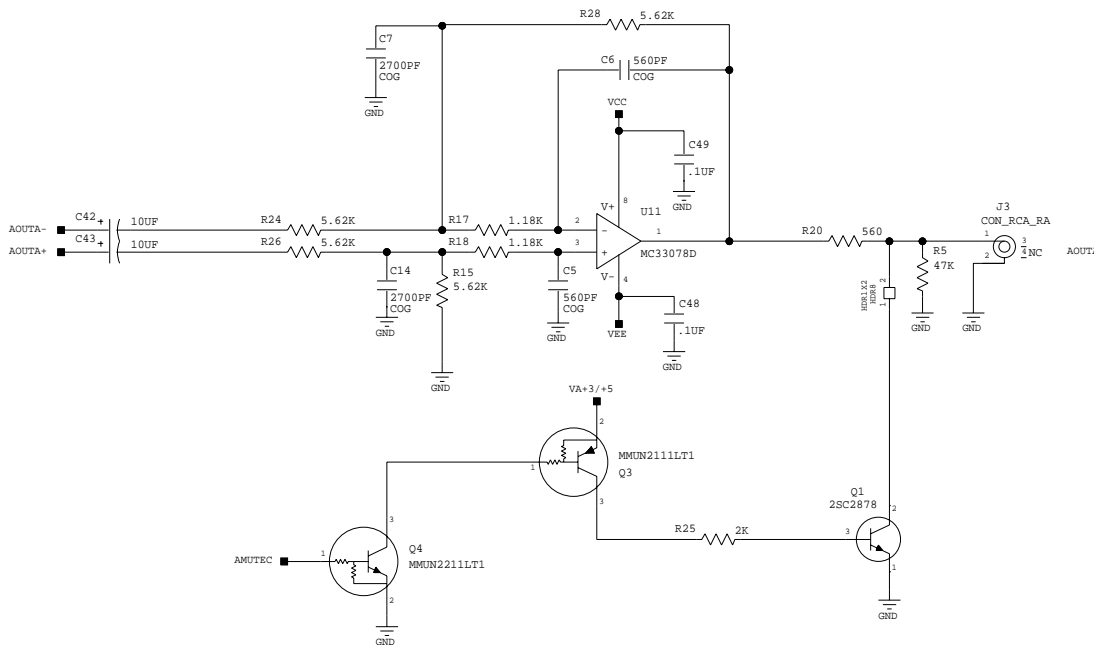 R28 5.62K
C7
2700PF
COG
GND
C6 560PF
COG
VCC
C49
.1UF
GND
V+ 8
U11
C42 + 10UF
AOUTA-
R24 5.62K
R17 1.18K
2 -
1
C43 + 10UF
AOUTA+
R26 5.62K
R18 1.18K
3 +
MC33078D
V- 4
C14
2700PF
COG
GND
R15
5.62K
GND
C5
560PF
COG
GND
VEE
C48
.1UF
GND
R20 560
J3
CON_RCA_RA
1
2
3
4
NC
AOUTA
R5
47K
GND
GND
HDR1X2
HDR8
2
1
VA+3/+5
2
MMUN2111LT1
Q3
1
3
R25 2K
Q1
2SC2878
2
3
1
GND
AMUTEC
1
3
Q4
MMUN2211LT1
2
GND